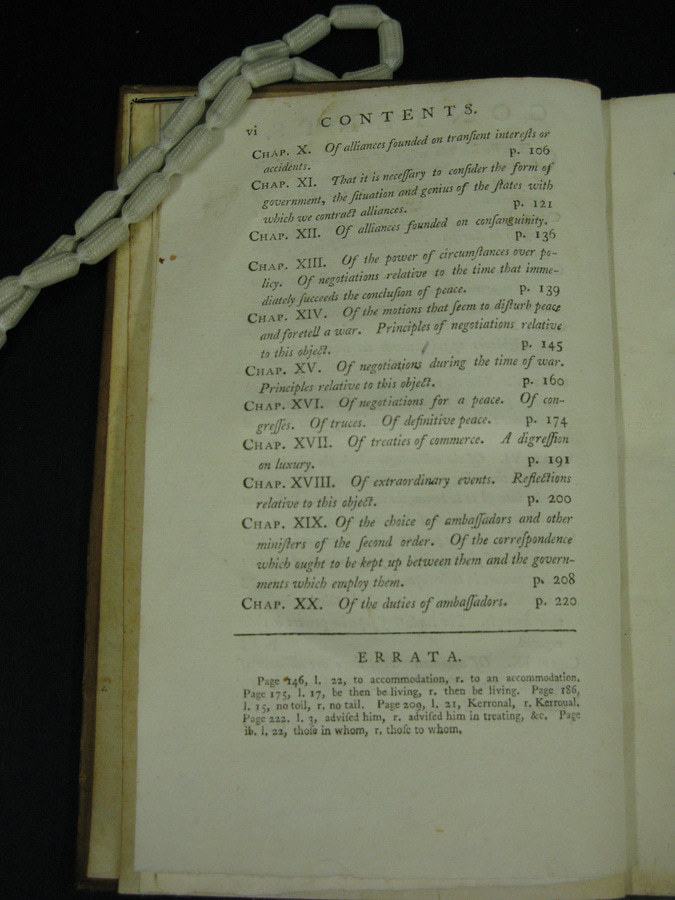 vi
CONTENTS.
CHAP. X. Of alliances founded on tranſient intereſts or
accidents. p. 106
CHAP. XI. That it is neceſſary to conſider the form of
government, the ſituation and genius of the ſtates with
which we contract alliances. p. 121
CHAP. XII. Of alliances founded on conſanguinity.
p. 136
CHAP. XIII. Of the power of circumſtances over po-
licy. Of negotiations relative to the time that imme-
diately ſucceeds the concluſion of peace. p. 139
CHAP. XIV. Of the motions that ſeem to diſturb peace
and foretell a war. Principles of negotiations relative
to this object. p. 145
CHAP. XV. Of negotiations during the time of war.
Principles relative to this object. p. 160
CHAP. XVI. Of negotiations for a peace. Of con-
greſſes. Of truces. Of definitive peace. p. 174
CHAP. XVII. Of treaties of commerce. A digreſſion
on luxury. p. 191
CHAP. XVIII. Of extraordinary events. Reflections
relative to this object. p. 200
CHAP. XIX. Of the choice of ambaſſadors and other
miniſters of the ſecond order. Of the correſpondence
which ought to be kept up between them and the govern-
ments which employ them. p. 208
CHAP. XX. Of the duties of ambaſſadors. p. 220
ERRATA.
Page 146, l. 22, to accommodation, r. to an accommodation.
Page 175, l. 17, be then be living, r. then be living. Page 186,
l. 15, no toil, r. no tail. Page 209, l. 21, Kerronal, r. Kerroual.
Page 222. l. 3, adviſed him, r. adviſed him in treating, &c. Page
ib. l. 22, thoſe in whom, r. thoſe to whom.